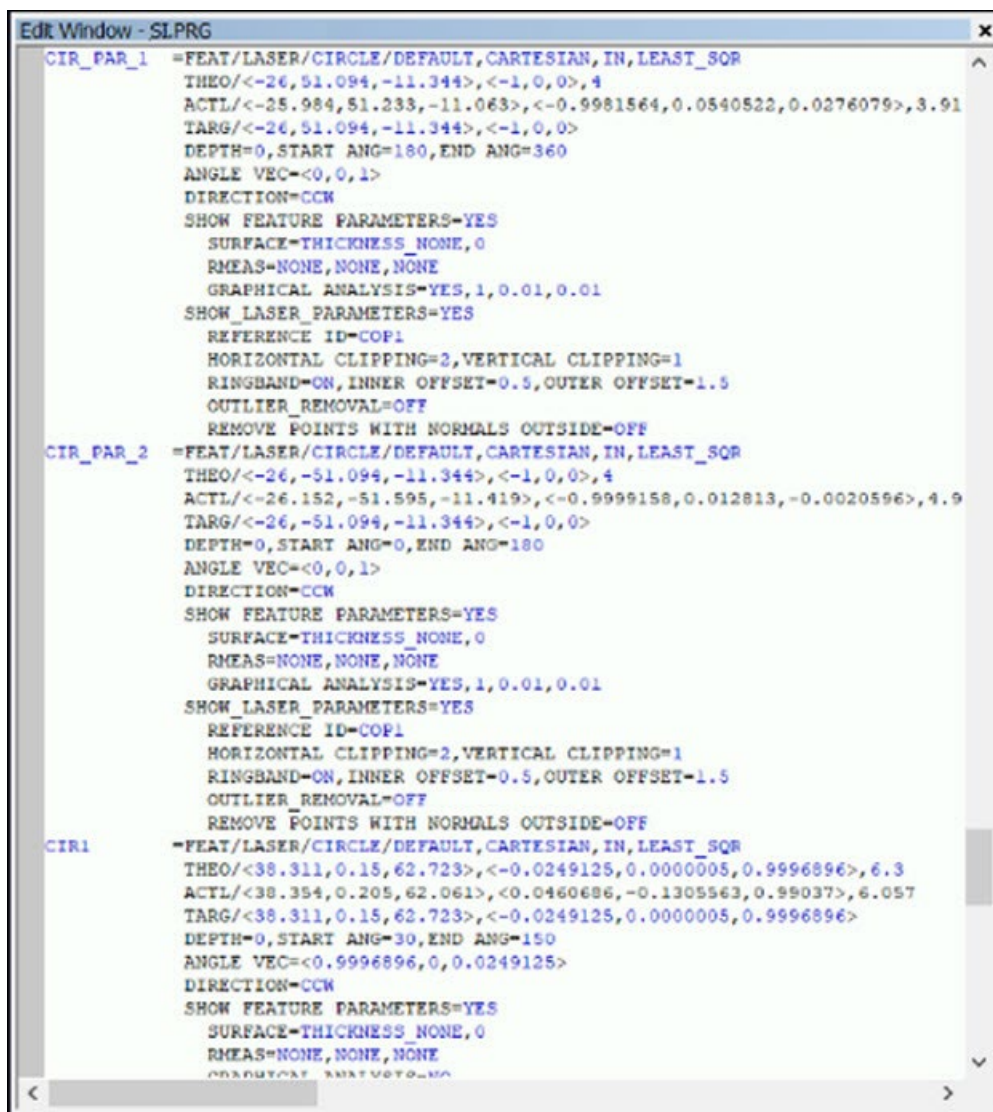 Edit Window - SI.PRG
CIR_PAR_1 =FEAT/LASER/CIRCLE/DEFAULT,CARTESIAN,IN,LEAST_SQR
THEO/<-26,51.094,-11.344>,<-1,0,0>,4
ACTL/<-25.984,51.233,-11.063>,<-0.9981564,0.0540522,0.0276079>,3.91
TARG/<-26,51.094,-11.344>,<-1,0,0>
DEPTH=0,START ANG=180,END ANG=360
ANGLE VEC=<0,0,1>
DIRECTION=CCW
SHOW FEATURE PARAMETERS=YES
SURFACE=THICKNESS_NONE,0
RMEAS=NONE,NONE,NONE
GRAPHICAL ANALYSIS=YES,1,0.01,0.01
SHOW_LASER_PARAMETERS=YES
REFERENCE ID=COP1
HORIZONTAL CLIPPING=2,VERTICAL CLIPPING=1
RINGBAND=ON,INNER OFFSET=0.5,OUTER OFFSET=1.5
OUTLIER_REMOVAL=OFF
REMOVE POINTS WITH NORMALS OUTSIDE=OFF
CIR_PAR_2 =FEAT/LASER/CIRCLE/DEFAULT,CARTESIAN,IN,LEAST_SQR
THEO/<-26,-51.094,-11.344>,<-1,0,0>,4
ACTL/<-26.152,-51.595,-11.419>,<-0.9999158,0.012813,-0.0020596>,4.9
TARG/<-26,-51.094,-11.344>,<-1,0,0>
DEPTH=0,START ANG=0,END ANG=180
ANGLE VEC=<0,0,1>
DIRECTION=CCW
SHOW FEATURE PARAMETERS=YES
SURFACE=THICKNESS_NONE,0
RMEAS=NONE,NONE,NONE
GRAPHICAL ANALYSIS=YES,1,0.01,0.01
SHOW_LASER_PARAMETERS=YES
REFERENCE ID=COP1
HORIZONTAL CLIPPING=2,VERTICAL CLIPPING=1
RINGBAND=ON,INNER OFFSET=0.5,OUTER OFFSET=1.5
OUTLIER_REMOVAL=OFF
REMOVE POINTS WITH NORMALS OUTSIDE=OFF
CIR1 =FEAT/LASER/CIRCLE/DEFAULT,CARTESIAN,IN,LEAST_SQR
THEO/<38.311,0.15,62.723>,<-0.0249125,0.0000005,0.9996896>,6.3
ACTL/<38.354,0.205,62.061>,<0.0460686,-0.1305563,0.99037>,6.057
TARG/<38.311,0.15,62.723>,<-0.0249125,0.0000005,0.9996896>
DEPTH=0,START ANG=30,END ANG=150
ANGLE VEC=<0.9996896,0,0.0249125>
DIRECTION=CCW
SHOW FEATURE PARAMETERS=YES
SURFACE=THICKNESS_NONE,0
RMEAS=NONE,NONE,NONE
GRAPHICAL ANALYSIS=NO